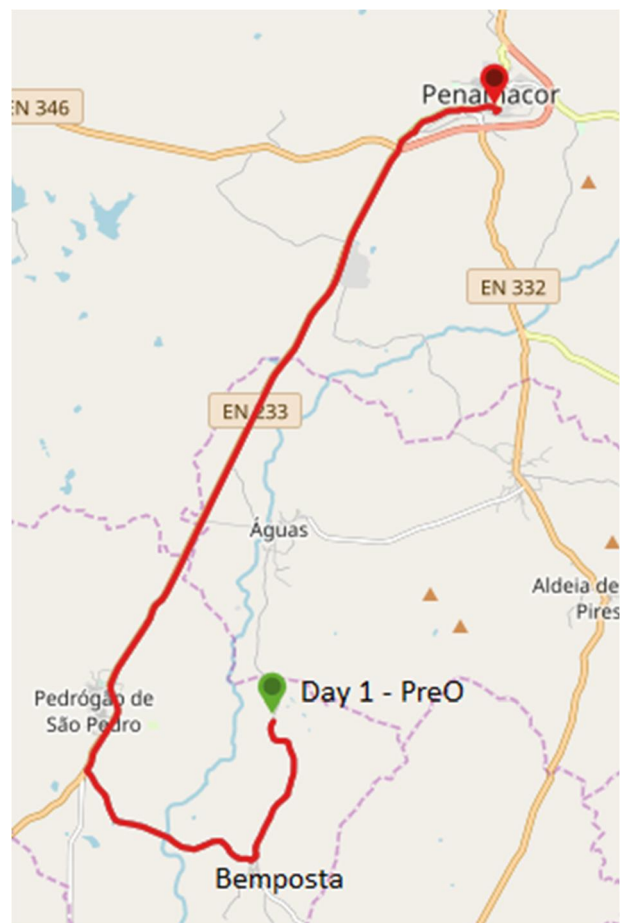 Penamacor
EN 346
EN 332
EN 233
Águas
Aldeia de
Pires
Day 1 - PreO
Pedrógão de
São Pedro
Bemposta